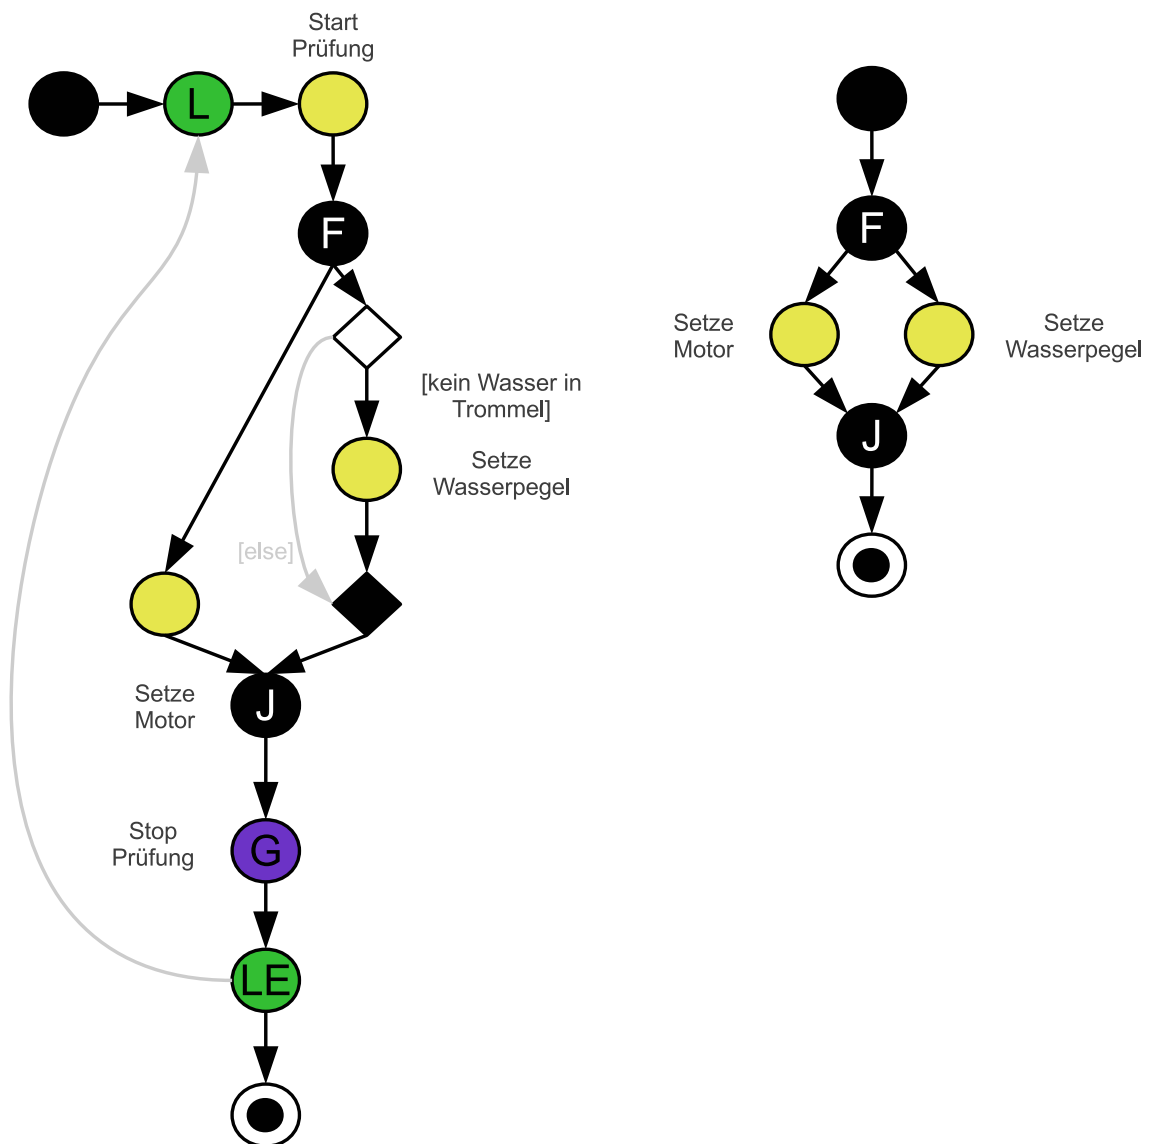 Start
Prüfung
L
F
[kein Wasser in
Trommel]
Setze
Wasserpegel
[else]
Setze
Motor
J
Stop
Prüfung
G
LE
F
Setze
Motor
Setze
Wasserpegel
J